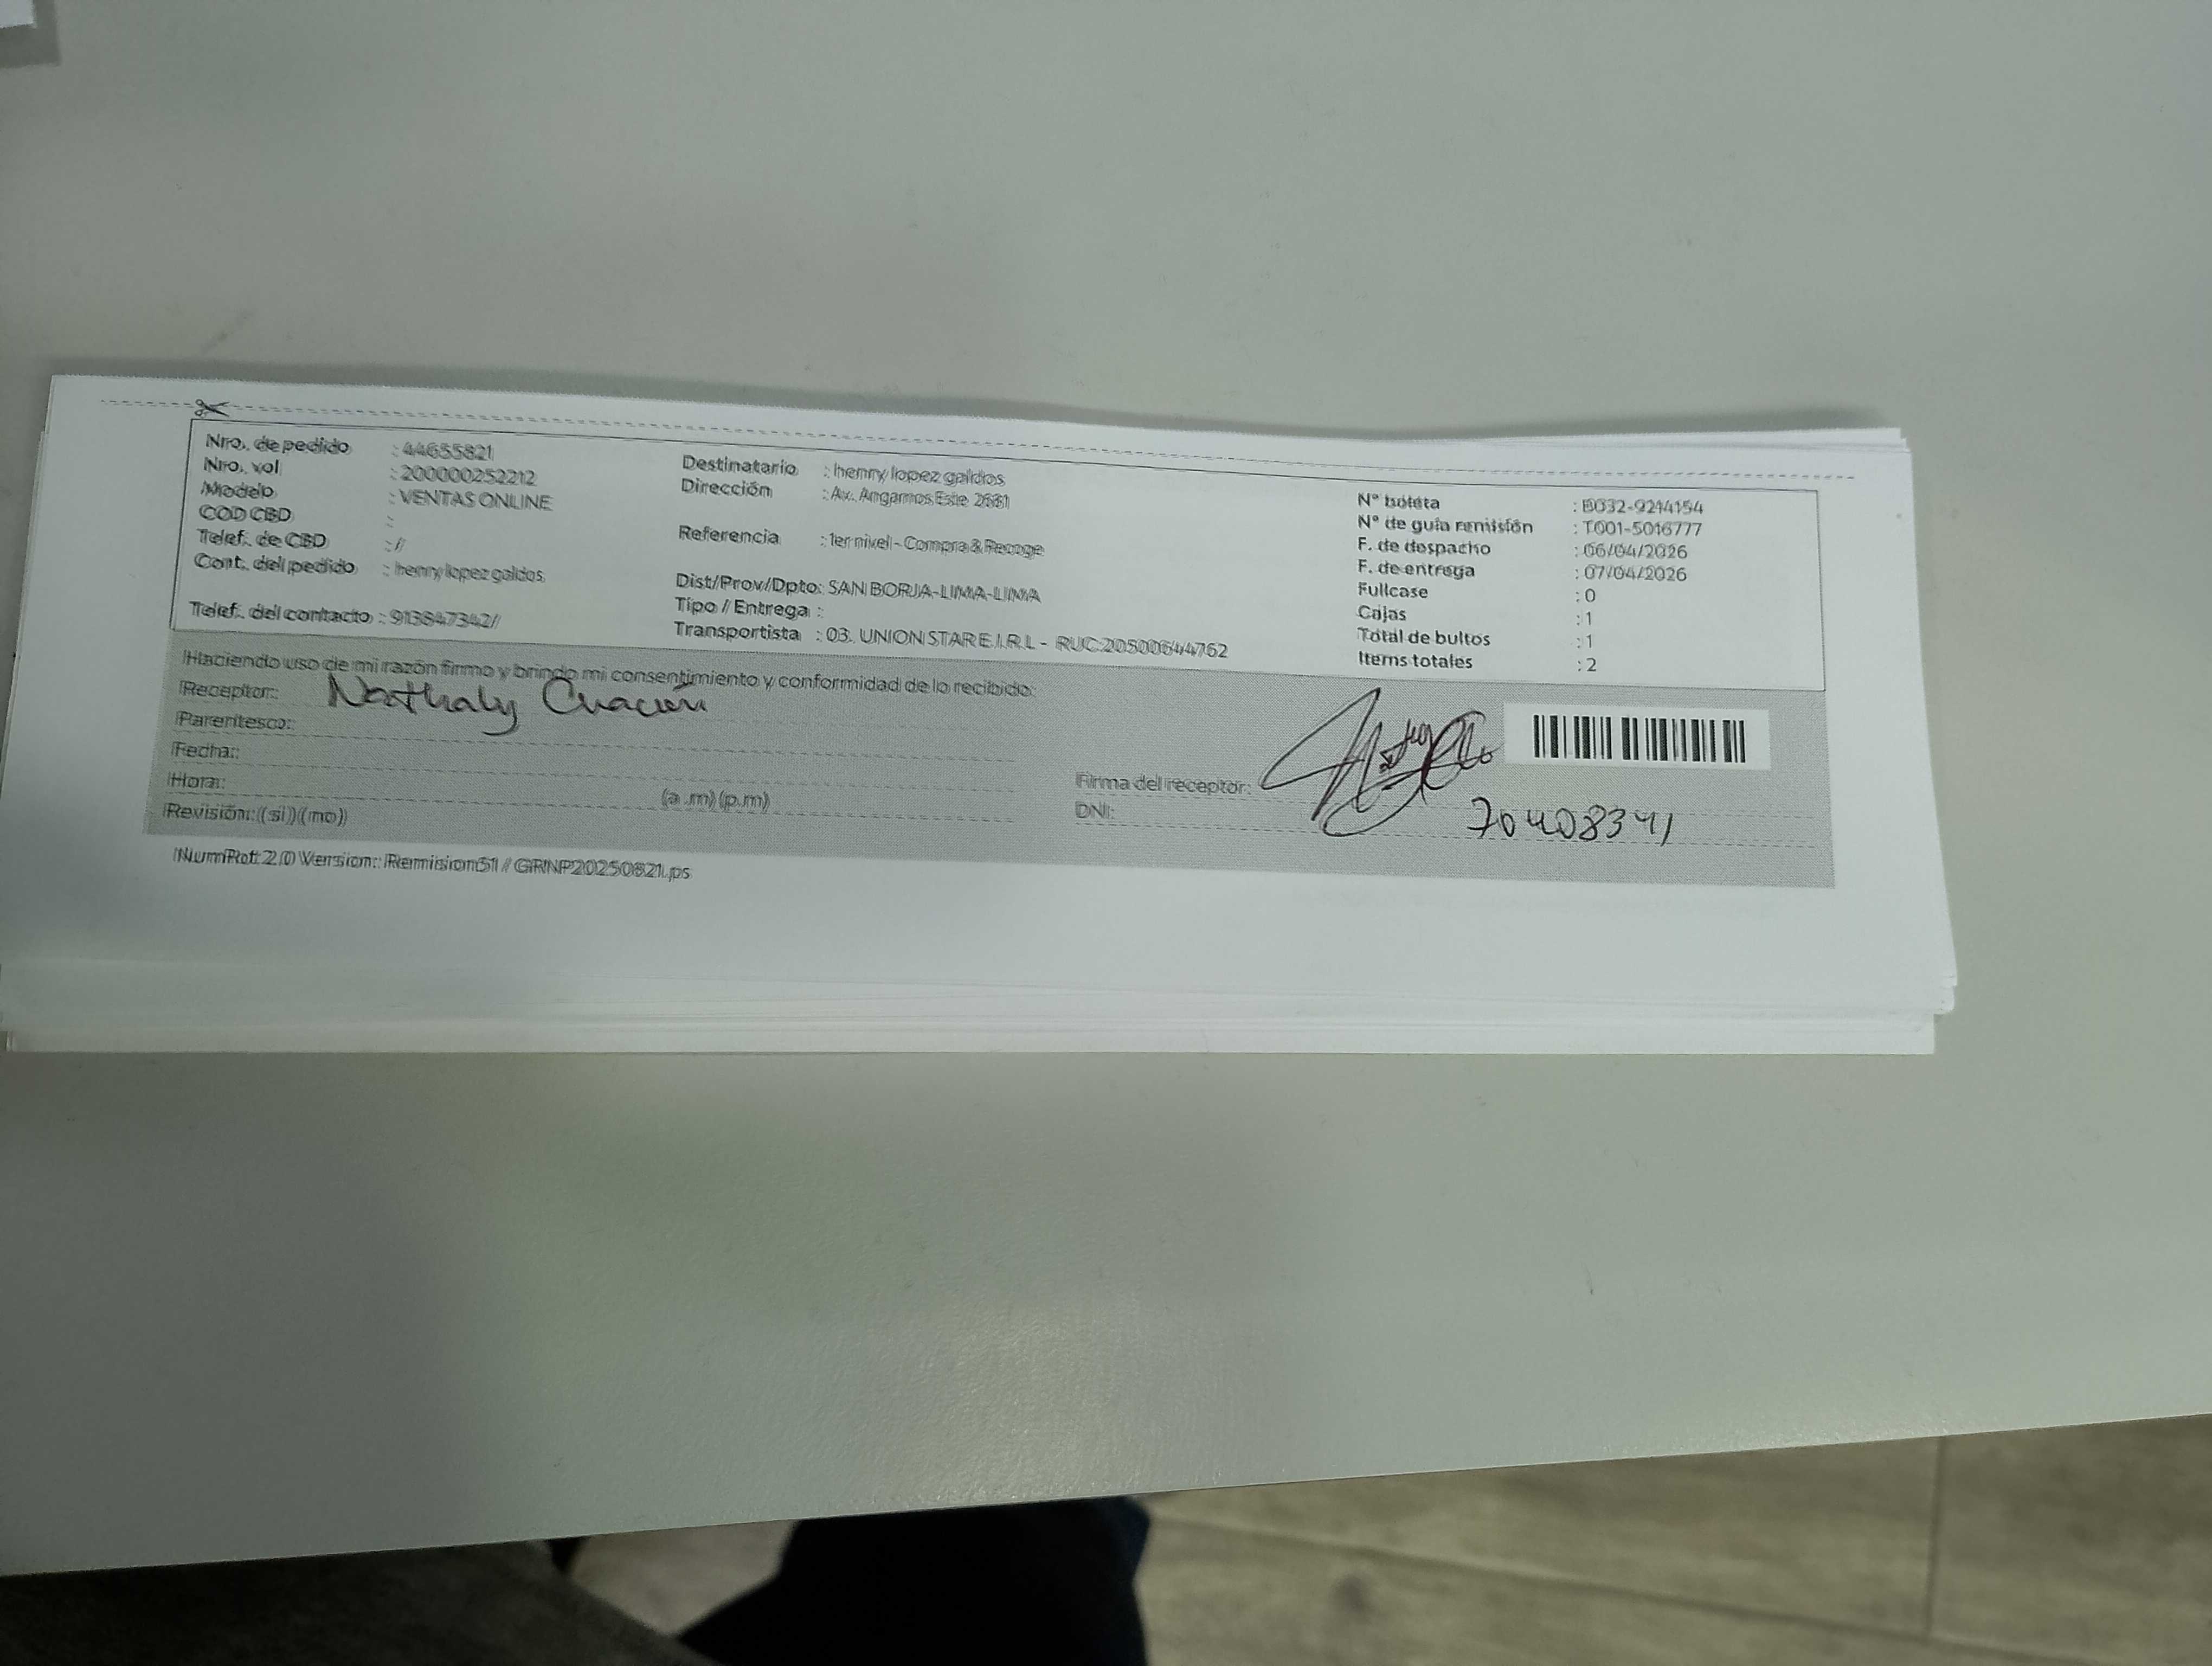 Nro. de pedido : 44655821
Nro. vol : 200000252212
Modelo : VENTAS ONLINE
COD CBD :
Telef. de CBD : //
Cont. del pedido : henry lopez galdos
Telef. del contacto : 913847342//
Destinatario : henry lopez galdos
Dirección : Av. Angamos Este 2681
Referencia : 1er nivel - Compra & Recoge
Dist/Prov/Dpto: SAN BORJA-LIMA-LIMA
Tipo / Entrega :
Transportista : 03. UNION STAR E.I.R.L - RUC:20500644762
N° boleta : B032-9244154
N° de guía remisión : T001-5016777
F. de despacho : 06/04/2026
F. de entrega : 07/04/2026
Fullcase : 0
Cajas : 1
Total de bultos : 1
Items totales : 2
Haciendo uso de mi razón firmo y brindo mi consentimiento y conformidad de lo recibido:
Receptor: Nathaly
Parentesco:
Fecha:
Hora: (a .m) (p.m)
Revisión: (si) (no)
Firma del receptor:
DNI: 70408341
NumRot:2.0 Version: Remision51 // GRNP20250821.ps